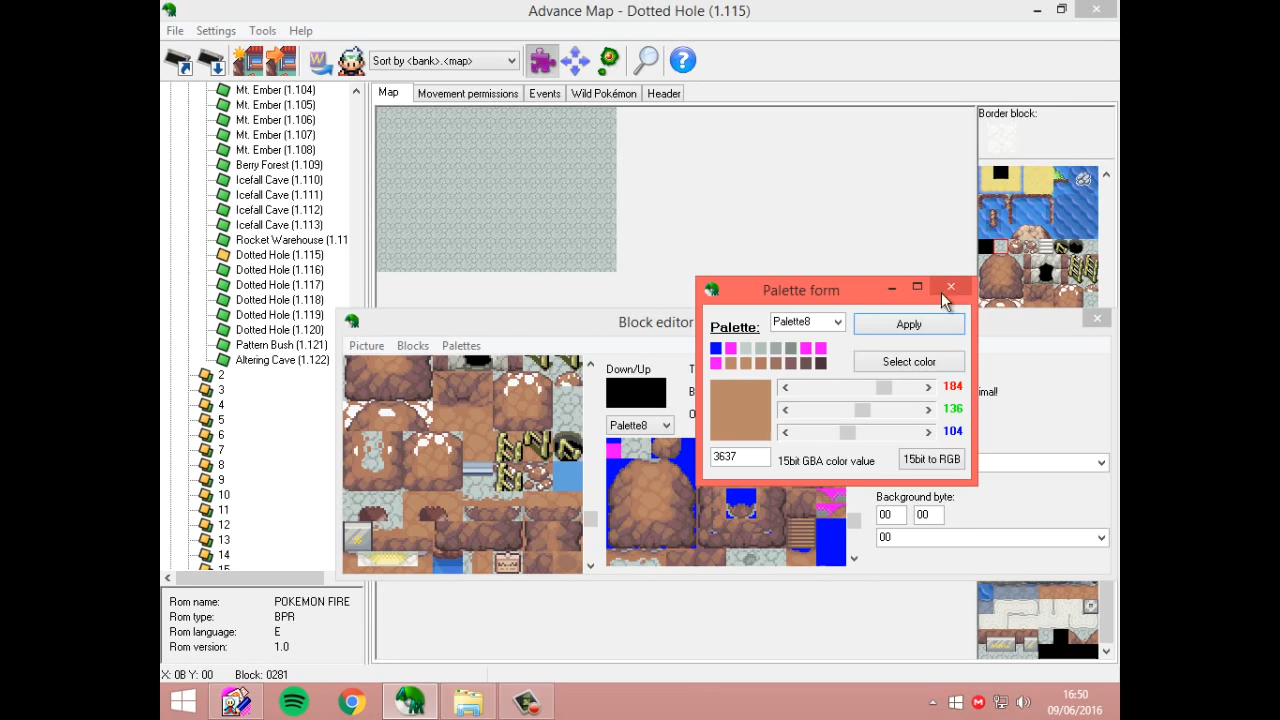 Advance Map - Dotted Hole (1.115)
File Settings Tools Help
Sort by <bank>.<map>
Map Movement permissions Events Wild Pokémon Header
Mt. Ember (1.104)
Mt. Ember (1.105)
Mt. Ember (1.106)
Mt. Ember (1.107)
Mt. Ember (1.108)
Berry Forest (1.109)
Icefall Cave (1.110)
Icefall Cave (1.111)
Icefall Cave (1.112)
Icefall Cave (1.113)
Rocket Warehouse (1.11
Dotted Hole (1.115)
Dotted Hole (1.116)
Dotted Hole (1.117)
Dotted Hole (1.118)
Dotted Hole (1.119)
Dotted Hole (1.120)
Pattern Bush (1.121)
Altering Cave (1.122)
2
3
4
5
6
7
8
9
10
11
12
13
14
15
Border block:
Block editor
Picture Blocks Palettes
Down/Up
Palette8
Background byte:
00 00
00
Palette form
Palette: Palette8 Apply
Select color
184
136
104
3637 15bit GBA color value 15bit to RGB
Rom name: POKEMON FIRE
Rom type: BPR
Rom language: E
Rom version: 1.0
X: 0B Y: 00 Block: 0281
16:50
09/06/2016